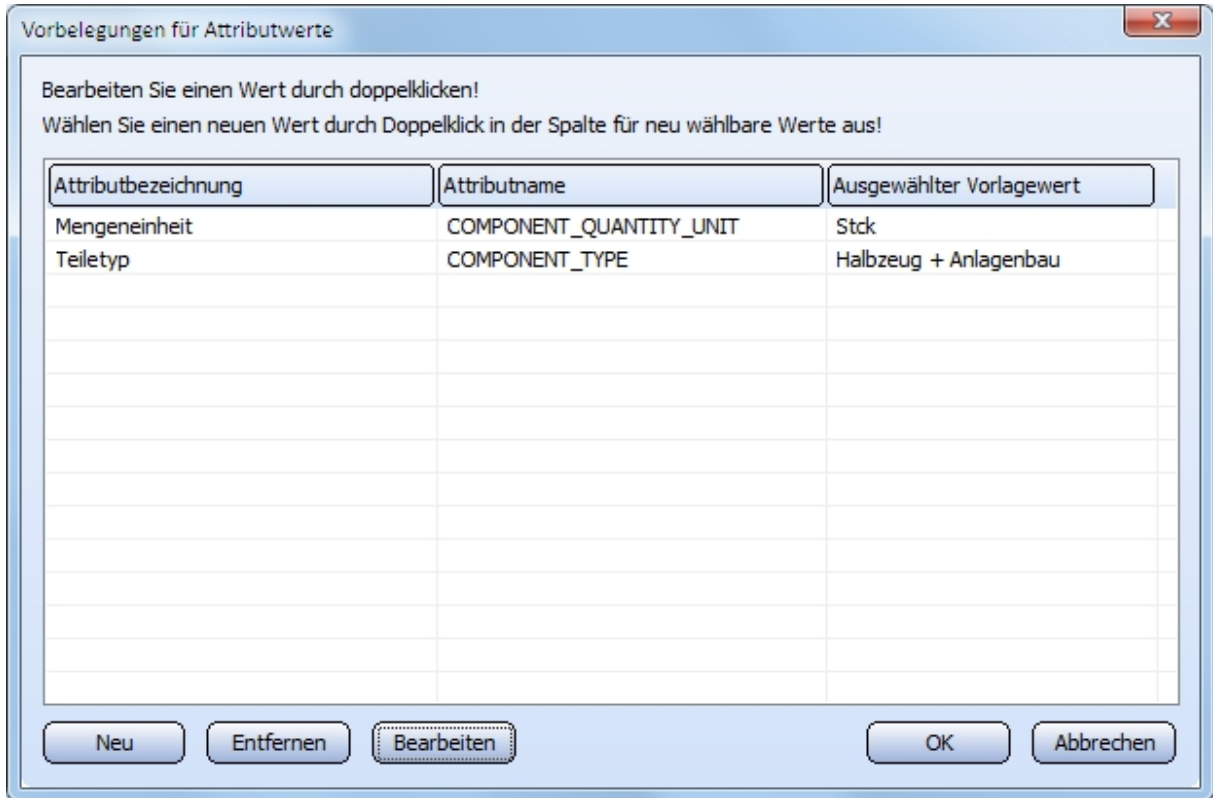 Vorbelegungen für Attributwerte
Bearbeiten Sie einen Wert durch doppelklicken!
Wählen Sie einen neuen Wert durch Doppelklick in der Spalte für neu wählbare Werte aus!
Attributbezeichnung Attributname Ausgewählter Vorlagewert
Mengeneinheit COMPONENT_QUANTITY_UNIT Stck
Teiletyp COMPONENT_TYPE Halbzeug + Anlagenbau
Neu Entfernen Bearbeiten OK Abbrechen